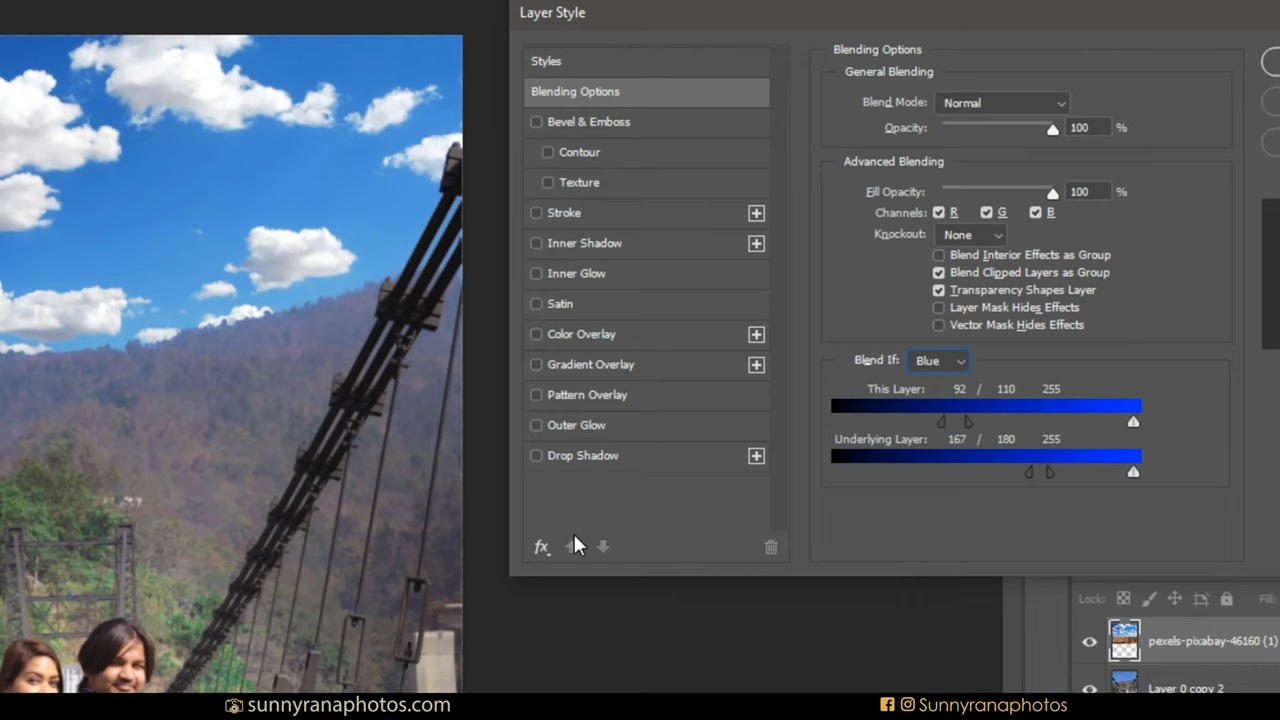 Layer Style
Styles
Blending Options
Bevel & Emboss
Contour
Texture
Stroke
Inner Shadow
Inner Glow
Satin
Color Overlay
Gradient Overlay
Pattern Overlay
Outer Glow
Drop Shadow
fx
Blending Options
General Blending
Blend Mode: Normal
Opacity: 100 %
Advanced Blending
Fill Opacity: 100 %
Channels: R G B
Knockout: None
Blend Interior Effects as Group
Blend Clipped Layers as Group
Transparency Shapes Layer
Layer Mask Hides Effects
Vector Mask Hides Effects
Blend If: Blue
This Layer: 92 / 110 255
Underlying Layer: 167 / 180 255
Lock: Fill:
pexels-pixabay-46160 (1)
Layer 0 copy 2
sunnyranaphotos.com
Sunnyranaphotos